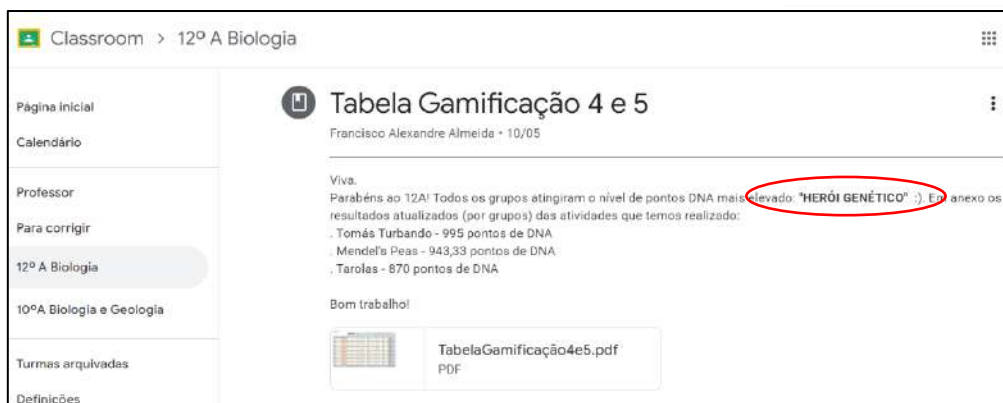 Classroom > 12º A Biologia
Página inicial
Calendário
Professor
Para corrigir
12º A Biologia
10ºA Biologia e Geologia
Turmas arquivadas
Definições
Tabela Gamificação 4 e 5
Francisco Alexandre Almeida • 10/05
Viva.
Parabéns ao 12A! Todos os grupos atingiram o nível de pontos DNA mais elevado: "HERÓI GENÉTICO" :). Em anexo os
resultados atualizados (por grupos) das atividades que temos realizado:
. Tomás Turbando - 995 pontos de DNA
. Mendel's Peas - 943,33 pontos de DNA
. Tarolas - 870 pontos de DNA
Bom trabalho!
TabelaGamificação4e5.pdf
PDF